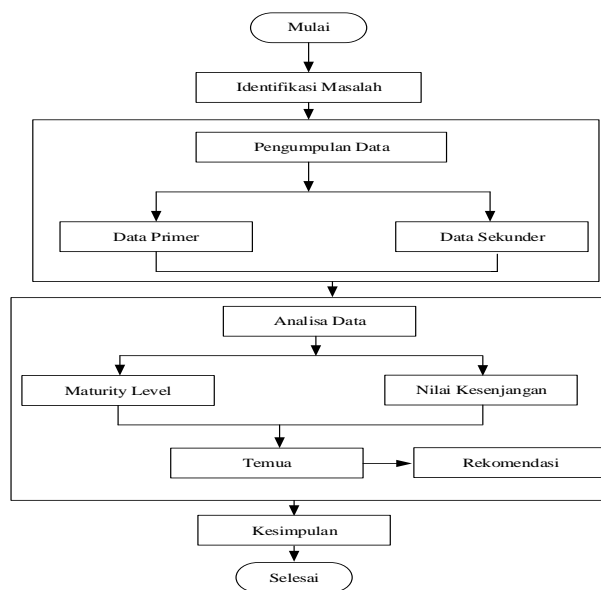 Mulai
Identifikasi Masalah
Pengumpulan Data
Data Primer
Data Sekunder
Analisa Data
Maturity Level
Nilai Kesenjangan
Temua
Rekomendasi
Kesimpulan
Selesai